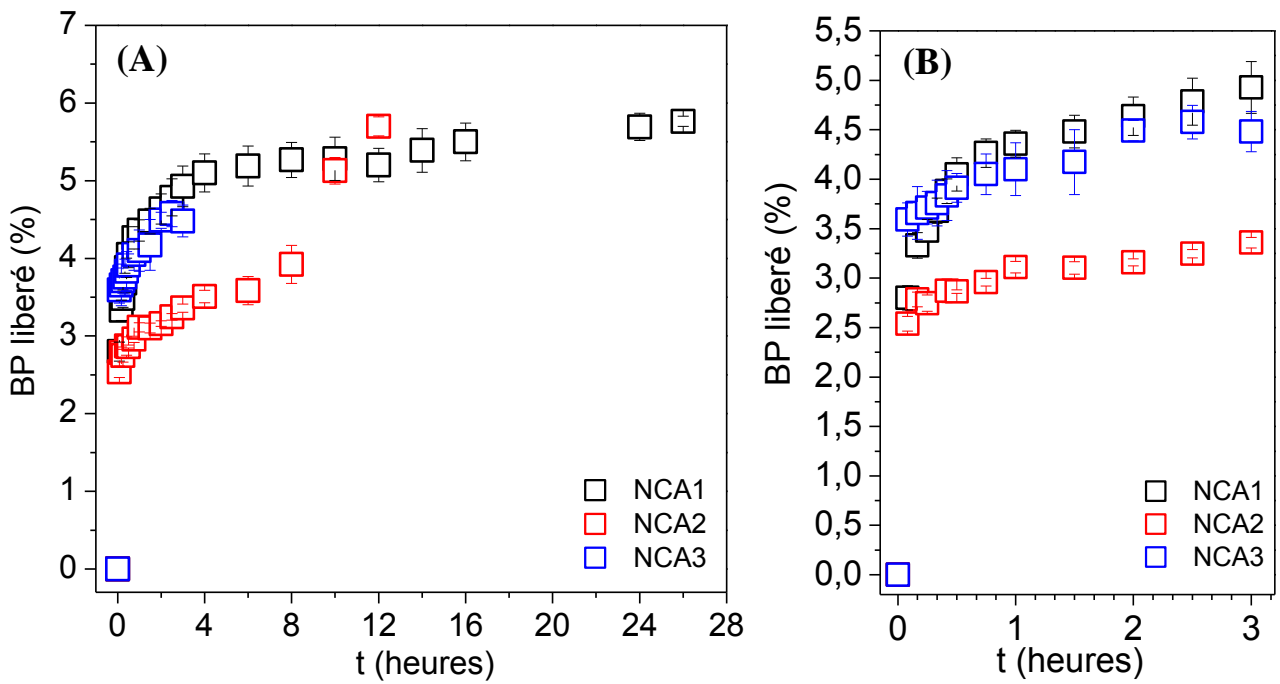 (A)
BP liberé (%)
7
6
5
4
3
2
1
0
NCA1
NCA2
NCA3
0 4 8 12 16 20 24 28
t (heures)
(B)
BP liberé (%)
5,5
5,0
4,5
4,0
3,5
3,0
2,5
2,0
1,5
1,0
0,5
0,0
NCA1
NCA2
NCA3
0 1 2 3
t (heures)